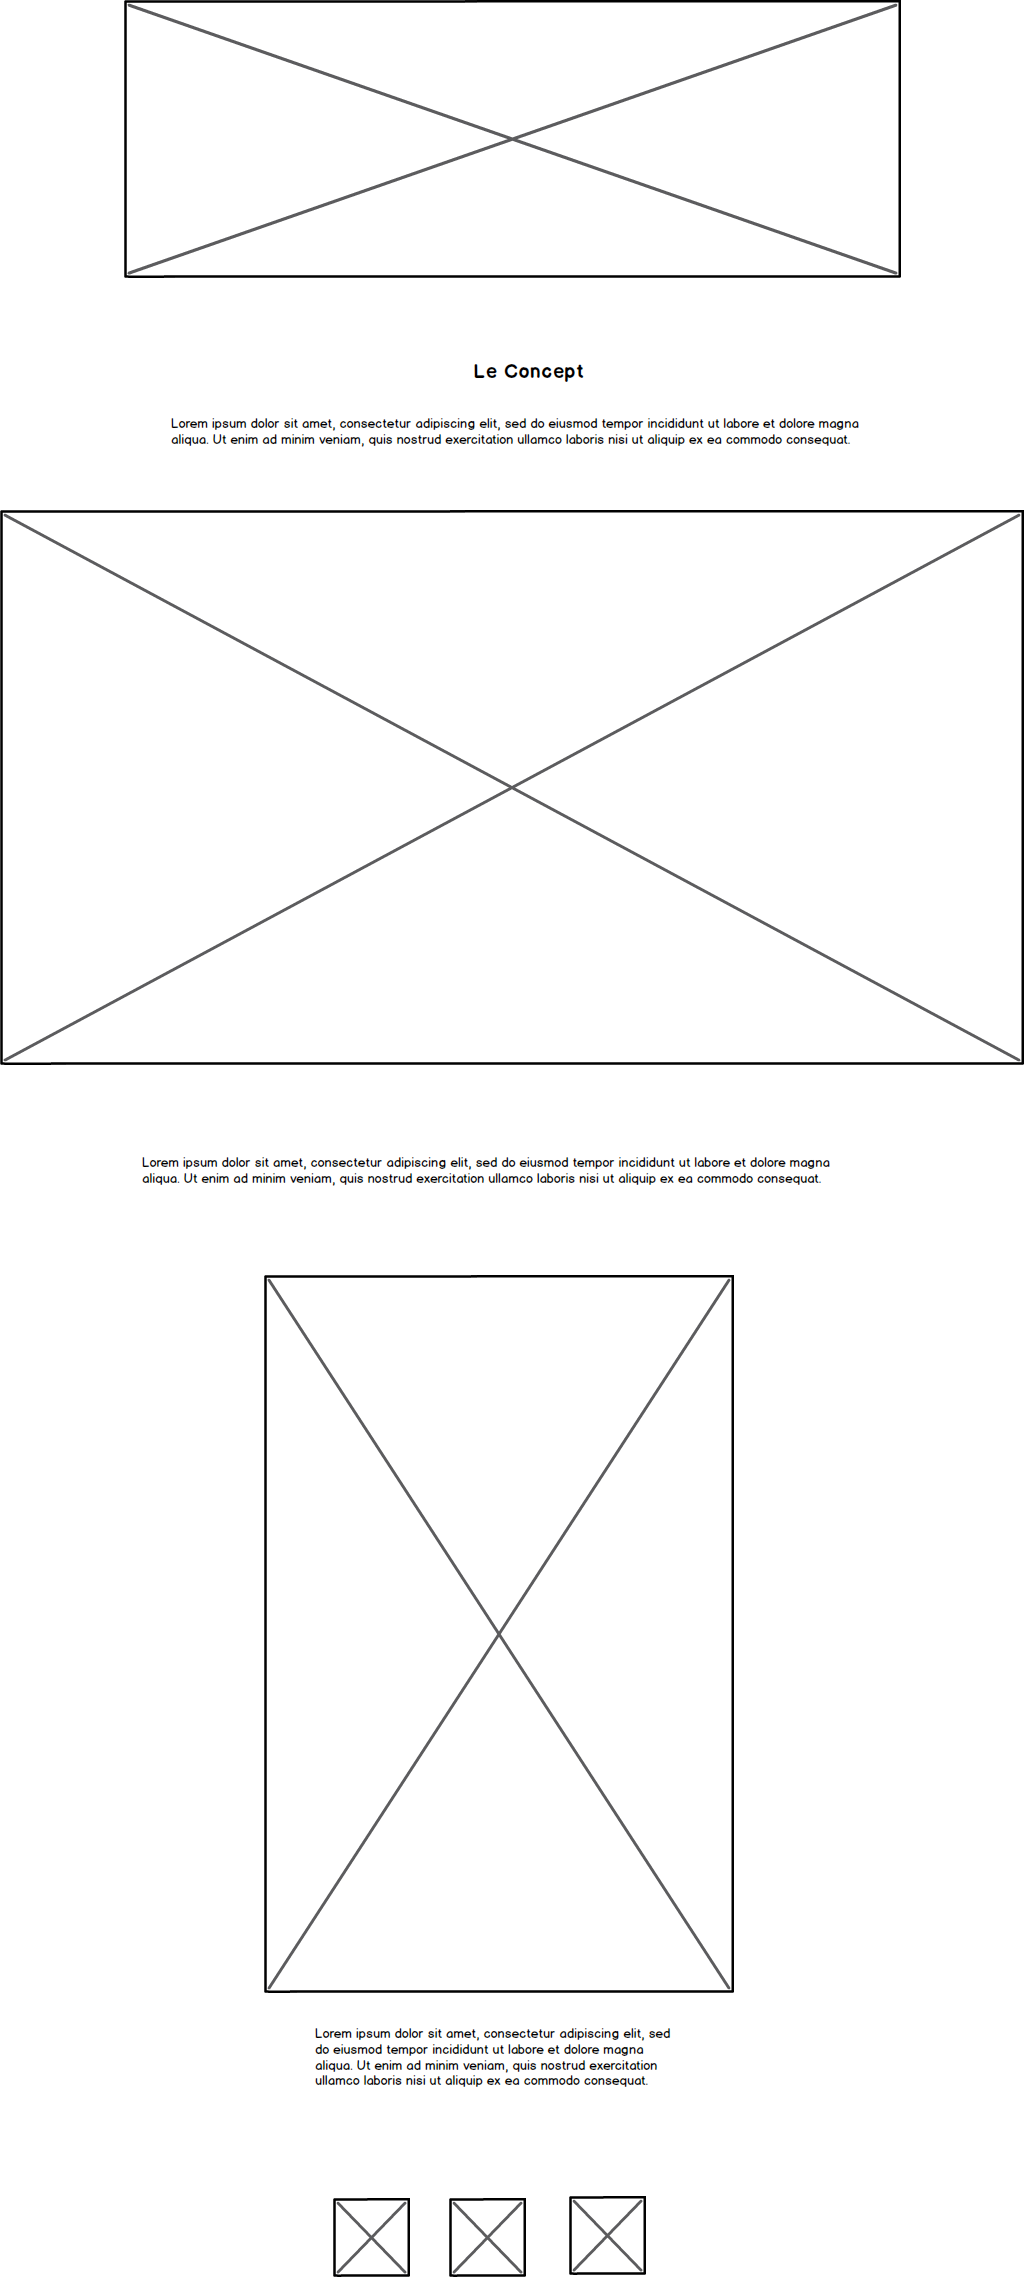 Le Concept
Lorem ipsum dolor sit amet, consectetur adipiscing elit, sed do eiusmod tempor incididunt ut labore et dolore magna
aliqua. Ut enim ad minim veniam, quis nostrud exercitation ullamco laboris nisi ut aliquip ex ea commodo consequat.
Lorem ipsum dolor sit amet, consectetur adipiscing elit, sed do eiusmod tempor incididunt ut labore et dolore magna
aliqua. Ut enim ad minim veniam, quis nostrud exercitation ullamco laboris nisi ut aliquip ex ea commodo consequat.
Lorem ipsum dolor sit amet, consectetur adipiscing elit, sed
do eiusmod tempor incididunt ut labore et dolore magna
aliqua. Ut enim ad minim veniam, quis nostrud exercitation
ullamco laboris nisi ut aliquip ex ea commodo consequat.